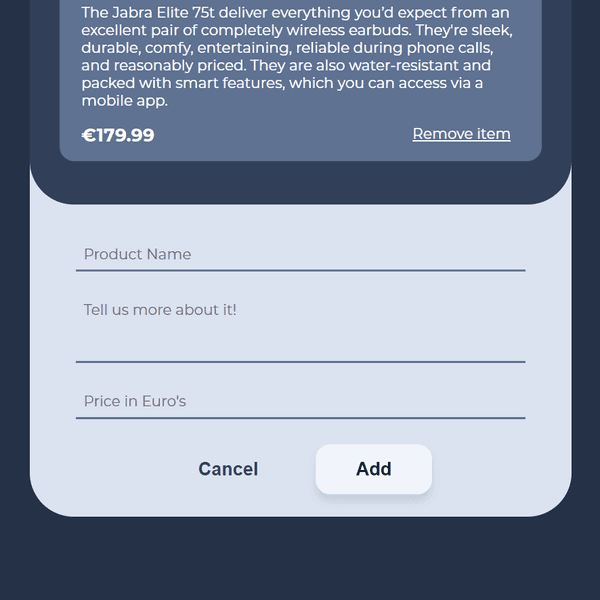 The Jabra Elite 75t deliver everything you'd expect from an
excellent pair of completely wireless earbuds. They're sleek,
durable, comfy, entertaining, reliable during phone calls,
and reasonably priced. They are also water-resistant and
packed with smart features, which you can access via a
mobile app.
€179.99 Remove item
Product Name
Tell us more about it!
Price in Euro's
Cancel Add